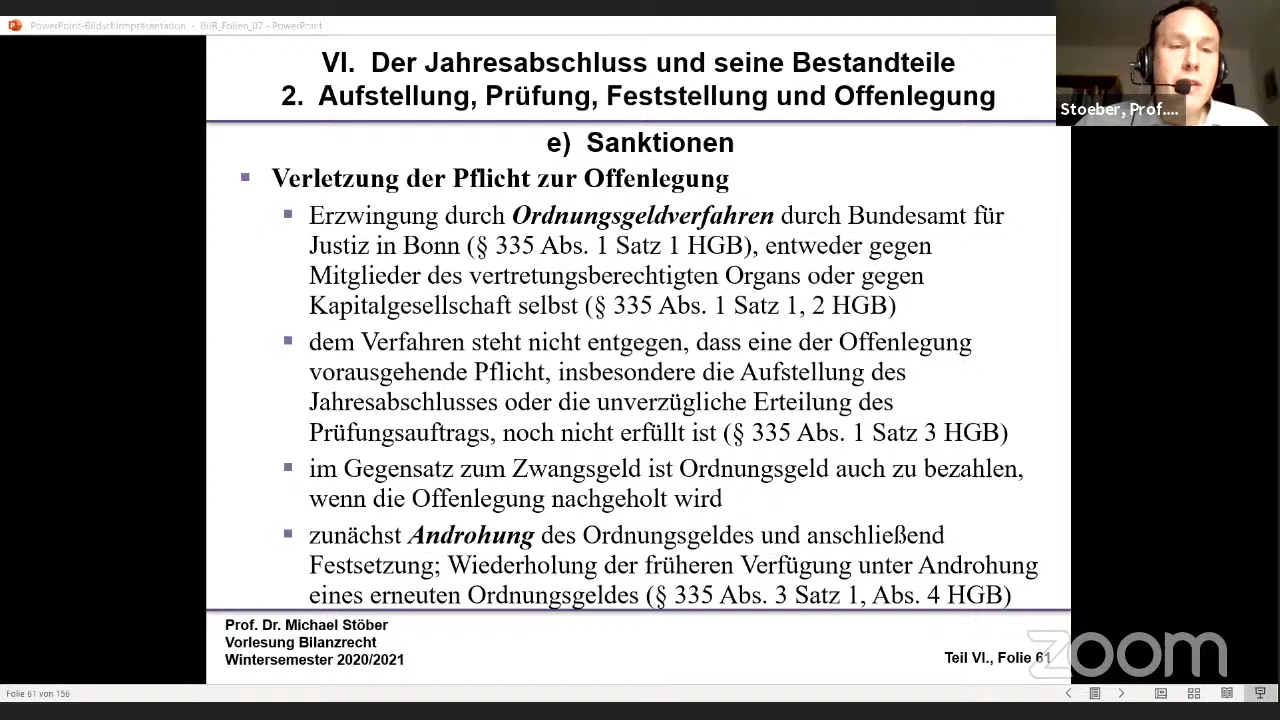 PowerPoint-Bildschirmpräsentation - BilR_Folien_07 - PowerPoint
Stoeber, Prof....
VI. Der Jahresabschluss und seine Bestandteile
2. Aufstellung, Prüfung, Feststellung und Offenlegung
e) Sanktionen
Verletzung der Pflicht zur Offenlegung
Erzwingung durch Ordnungsgeldverfahren durch Bundesamt für
Justiz in Bonn (§ 335 Abs. 1 Satz 1 HGB), entweder gegen
Mitglieder des vertretungsberechtigten Organs oder gegen
Kapitalgesellschaft selbst (§ 335 Abs. 1 Satz 1, 2 HGB)
dem Verfahren steht nicht entgegen, dass eine der Offenlegung
vorausgehende Pflicht, insbesondere die Aufstellung des
Jahresabschlusses oder die unverzügliche Erteilung des
Prüfungsauftrags, noch nicht erfüllt ist (§ 335 Abs. 1 Satz 3 HGB)
im Gegensatz zum Zwangsgeld ist Ordnungsgeld auch zu bezahlen,
wenn die Offenlegung nachgeholt wird
zunächst Androhung des Ordnungsgeldes und anschließend
Festsetzung; Wiederholung der früheren Verfügung unter Androhung
eines erneuten Ordnungsgeldes (§ 335 Abs. 3 Satz 1, Abs. 4 HGB)
Prof. Dr. Michael Stöber
Vorlesung Bilanzrecht
Wintersemester 2020/2021
Teil VI., Folie 61
zoom
Folie 61 von 156